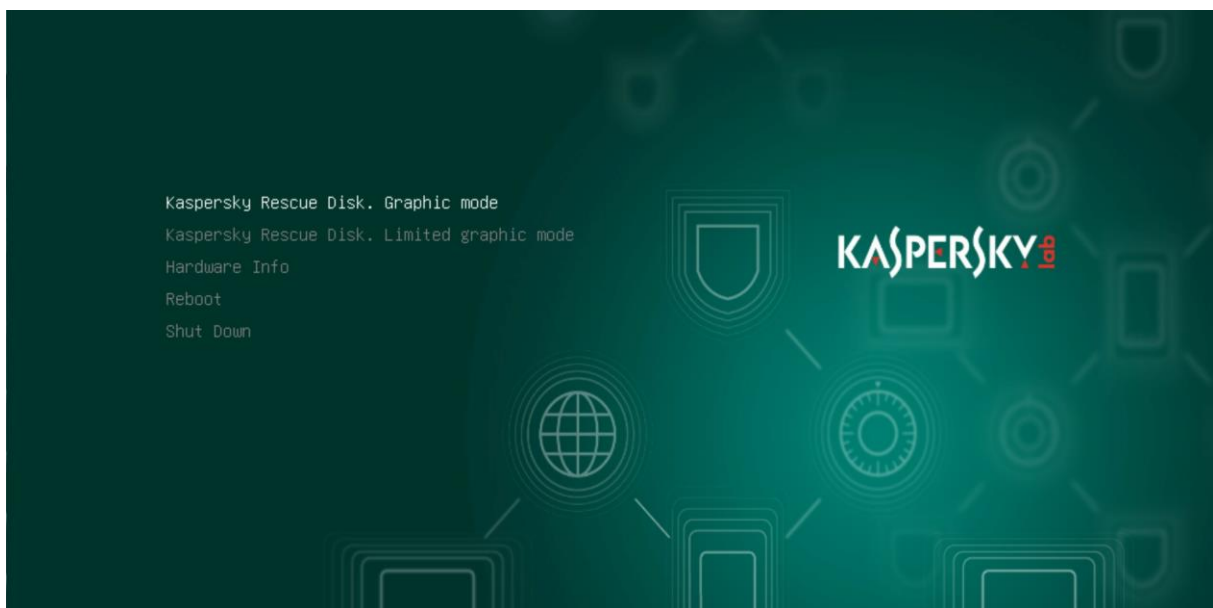 Kaspersky Rescue Disk. Graphic mode
Kaspersky Rescue Disk. Limited graphic mode
Hardware Info
Reboot
Shut Down
KASPERSKY lab